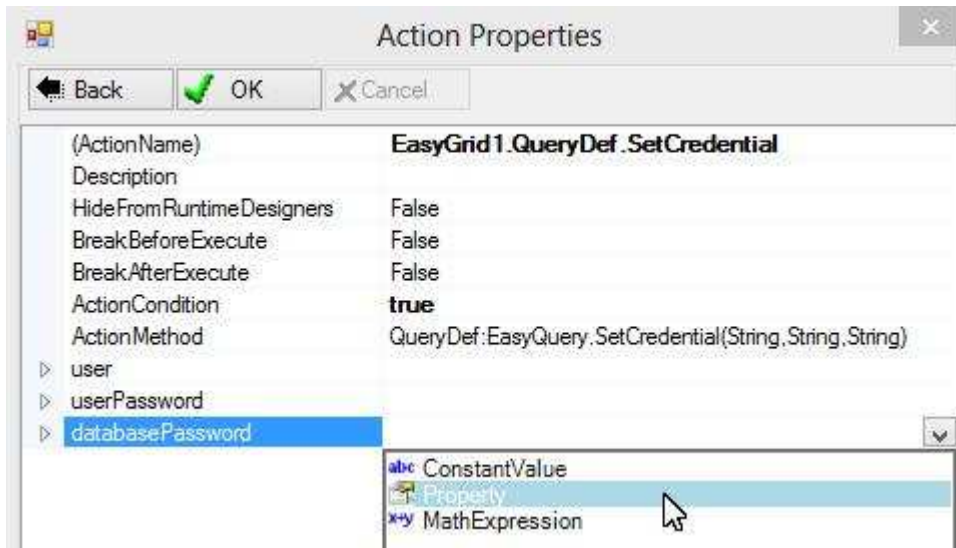 Action Properties
Back OK Cancel
(ActionName) EasyGrid1.QueryDef.SetCredential
Description
HideFromRuntimeDesigners False
BreakBeforeExecute False
BreakAfterExecute False
ActionCondition true
ActionMethod QueryDef:EasyQuery.SetCredential(String,String,String)
user
userPassword
databasePassword
abc ConstantValue
Property
x+y MathExpression